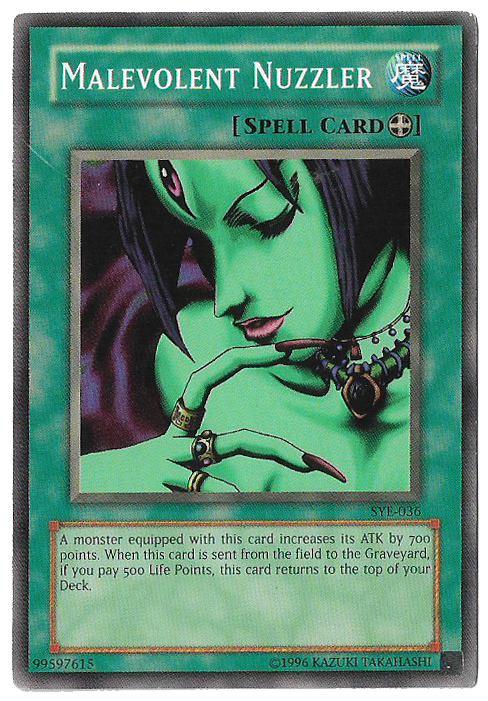 MALEVOLENT NUZZLER
SPELL
魔
[SPELL CARD]
SYE-036
A monster equipped with this card increases its ATK by 700
points. When this card is sent from the field to the Graveyard,
if you pay 500 Life Points, this card returns to the top of your
Deck.
99597615
©1996 KAZUKI TAKAHASHI